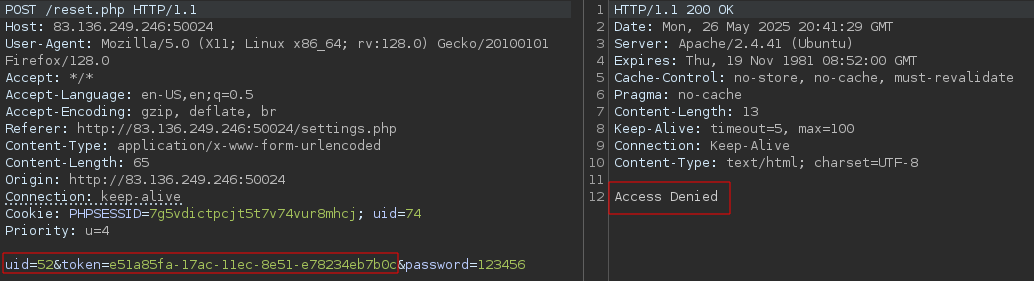 POST /reset.php HTTP/1.1
Host: 83.136.249.246:50024
User-Agent: Mozilla/5.0 (X11; Linux x86_64; rv:128.0) Gecko/20100101
Firefox/128.0
Accept: */*
Accept-Language: en-US,en;q=0.5
Accept-Encoding: gzip, deflate, br
Referer: http://83.136.249.246:50024/settings.php
Content-Type: application/x-www-form-urlencoded
Content-Length: 65
Origin: http://83.136.249.246:50024
Connection: keep-alive
Cookie: PHPSESSID=7g5vdictpcjt5t7v74vur8mhcj; uid=74
Priority: u=4
uid=52&token=e51a85fa-17ac-11ec-8e51-e78234eb7b0c&password=123456
1 HTTP/1.1 200 OK
2 Date: Mon, 26 May 2025 20:41:29 GMT
3 Server: Apache/2.4.41 (Ubuntu)
4 Expires: Thu, 19 Nov 1981 08:52:00 GMT
5 Cache-Control: no-store, no-cache, must-revalidate
6 Pragma: no-cache
7 Content-Length: 13
8 Keep-Alive: timeout=5, max=100
9 Connection: Keep-Alive
10 Content-Type: text/html; charset=UTF-8
11
12 Access Denied